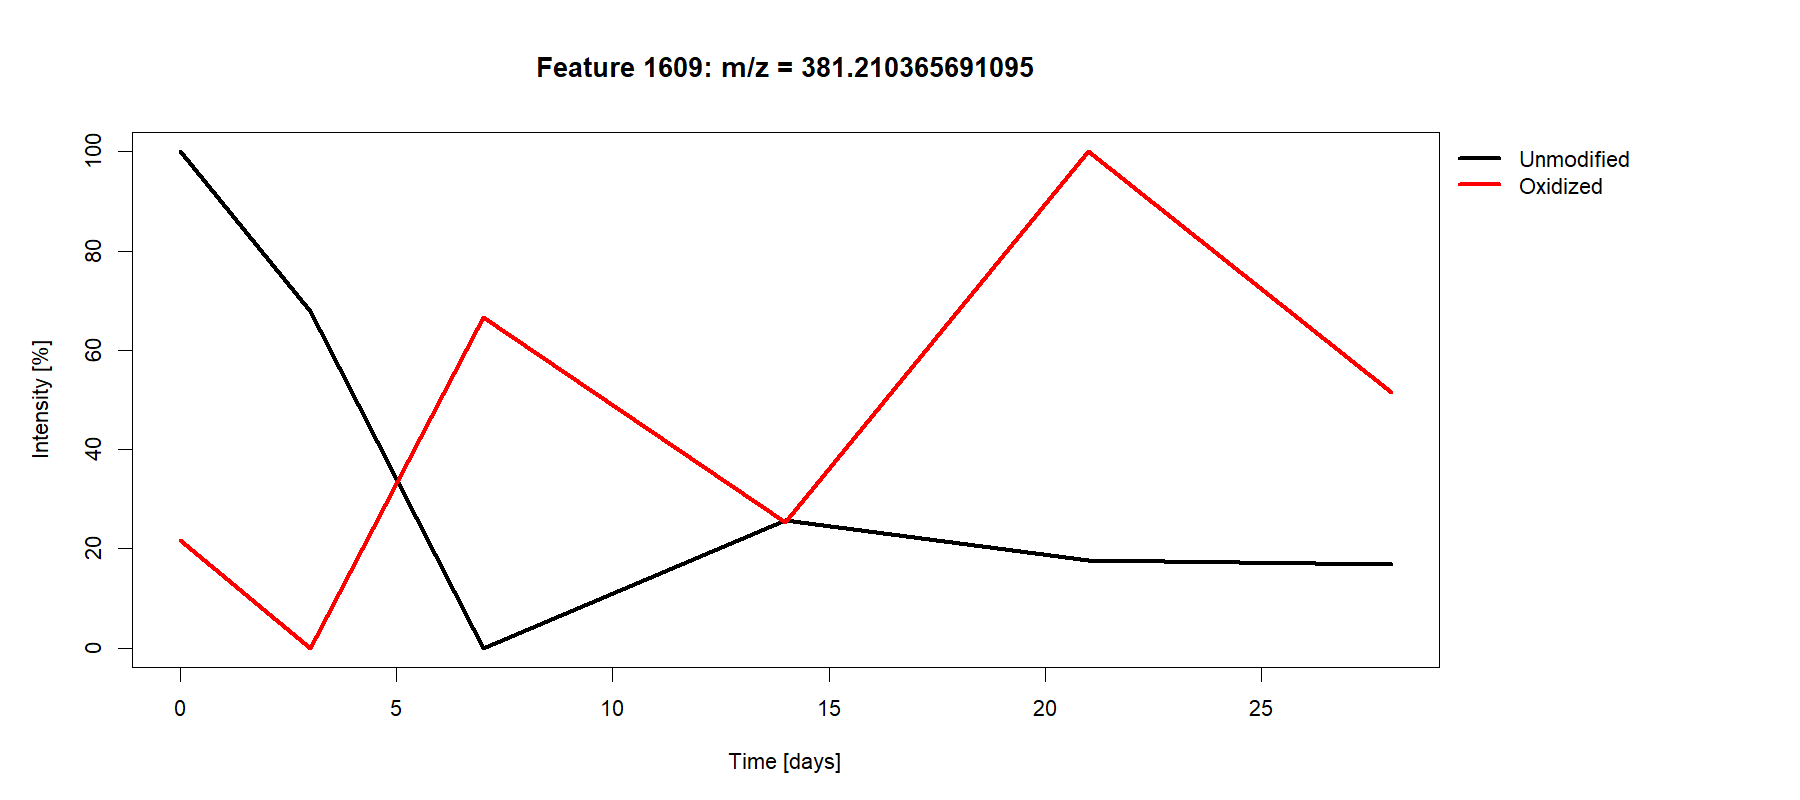 Feature 1609: m/z = 381.210365691095
Unmodified
Oxidized
Intensity [%]
100
80
60
40
20
0
0 5 10 15 20 25
Time [days]